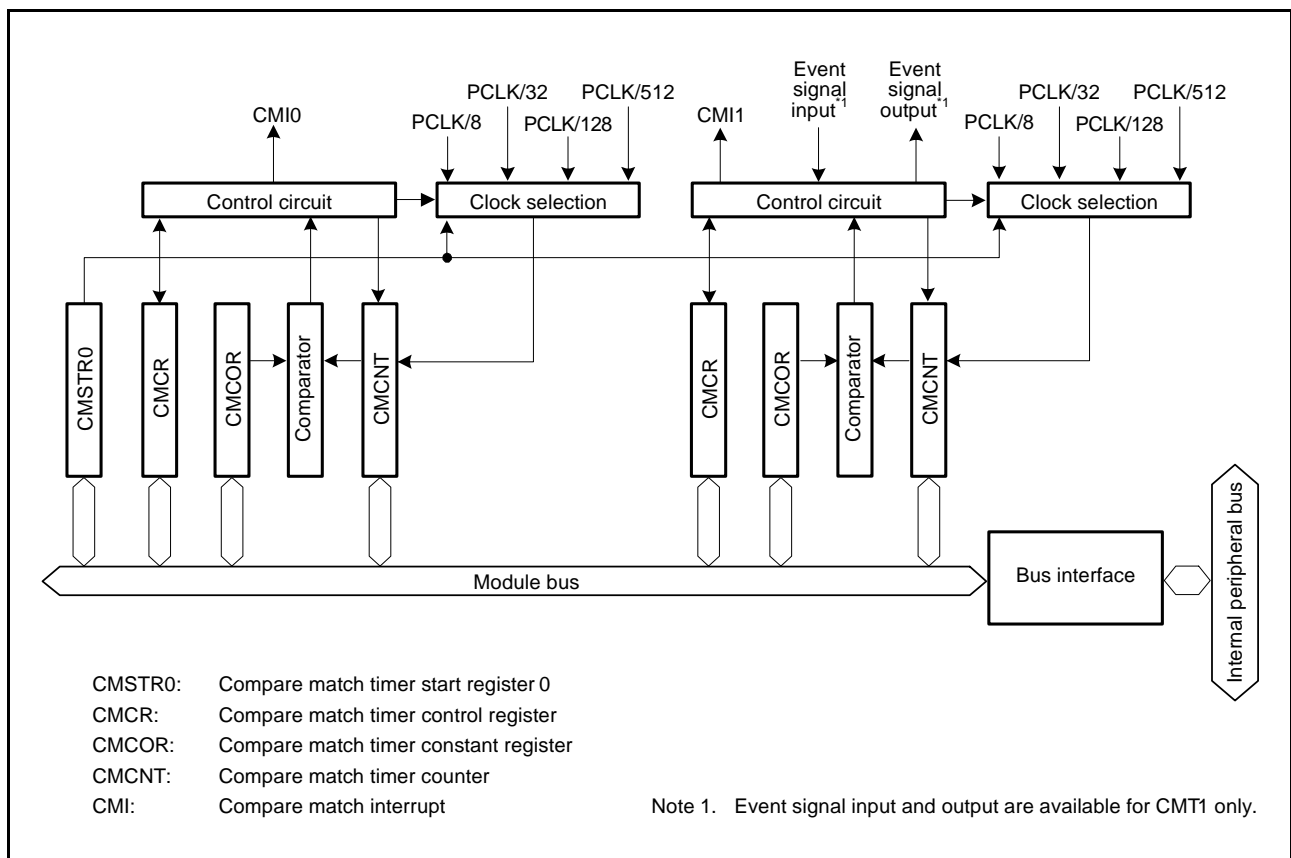 CMI0
PCLK/8
PCLK/32
PCLK/128
PCLK/512
CMI1
Event
signal
input*1
Event
signal
output*1
PCLK/8
PCLK/32
PCLK/128
PCLK/512
Control circuit
Clock selection
Control circuit
Clock selection
CMSTR0
CMCR
CMCOR
Comparator
CMCNT
CMCR
CMCOR
Comparator
CMCNT
Module bus
Bus interface
Internal peripheral bus
CMSTR0: Compare match timer start register 0
CMCR: Compare match timer control register
CMCOR: Compare match timer constant register
CMCNT: Compare match timer counter
CMI: Compare match interrupt
Note 1. Event signal input and output are available for CMT1 only.